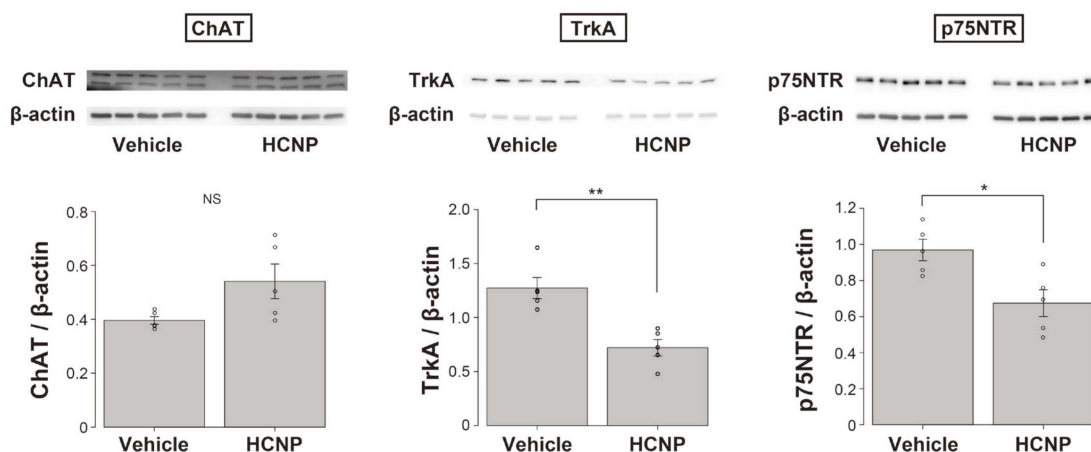 ChAT
ChAT
β-actin
Vehicle HCNP
NS
0.8
0.6
0.4
0.2
0
ChAT / β-actin
Vehicle HCNP
TrkA
TrkA
β-actin
Vehicle HCNP
**
2.0
1.5
1.0
0.5
0
TrkA / β-actin
Vehicle HCNP
p75NTR
p75NTR
β-actin
Vehicle HCNP
*
1.2
1.0
0.8
0.6
0.4
0.2
0
p75NTR / β-actin
Vehicle HCNP